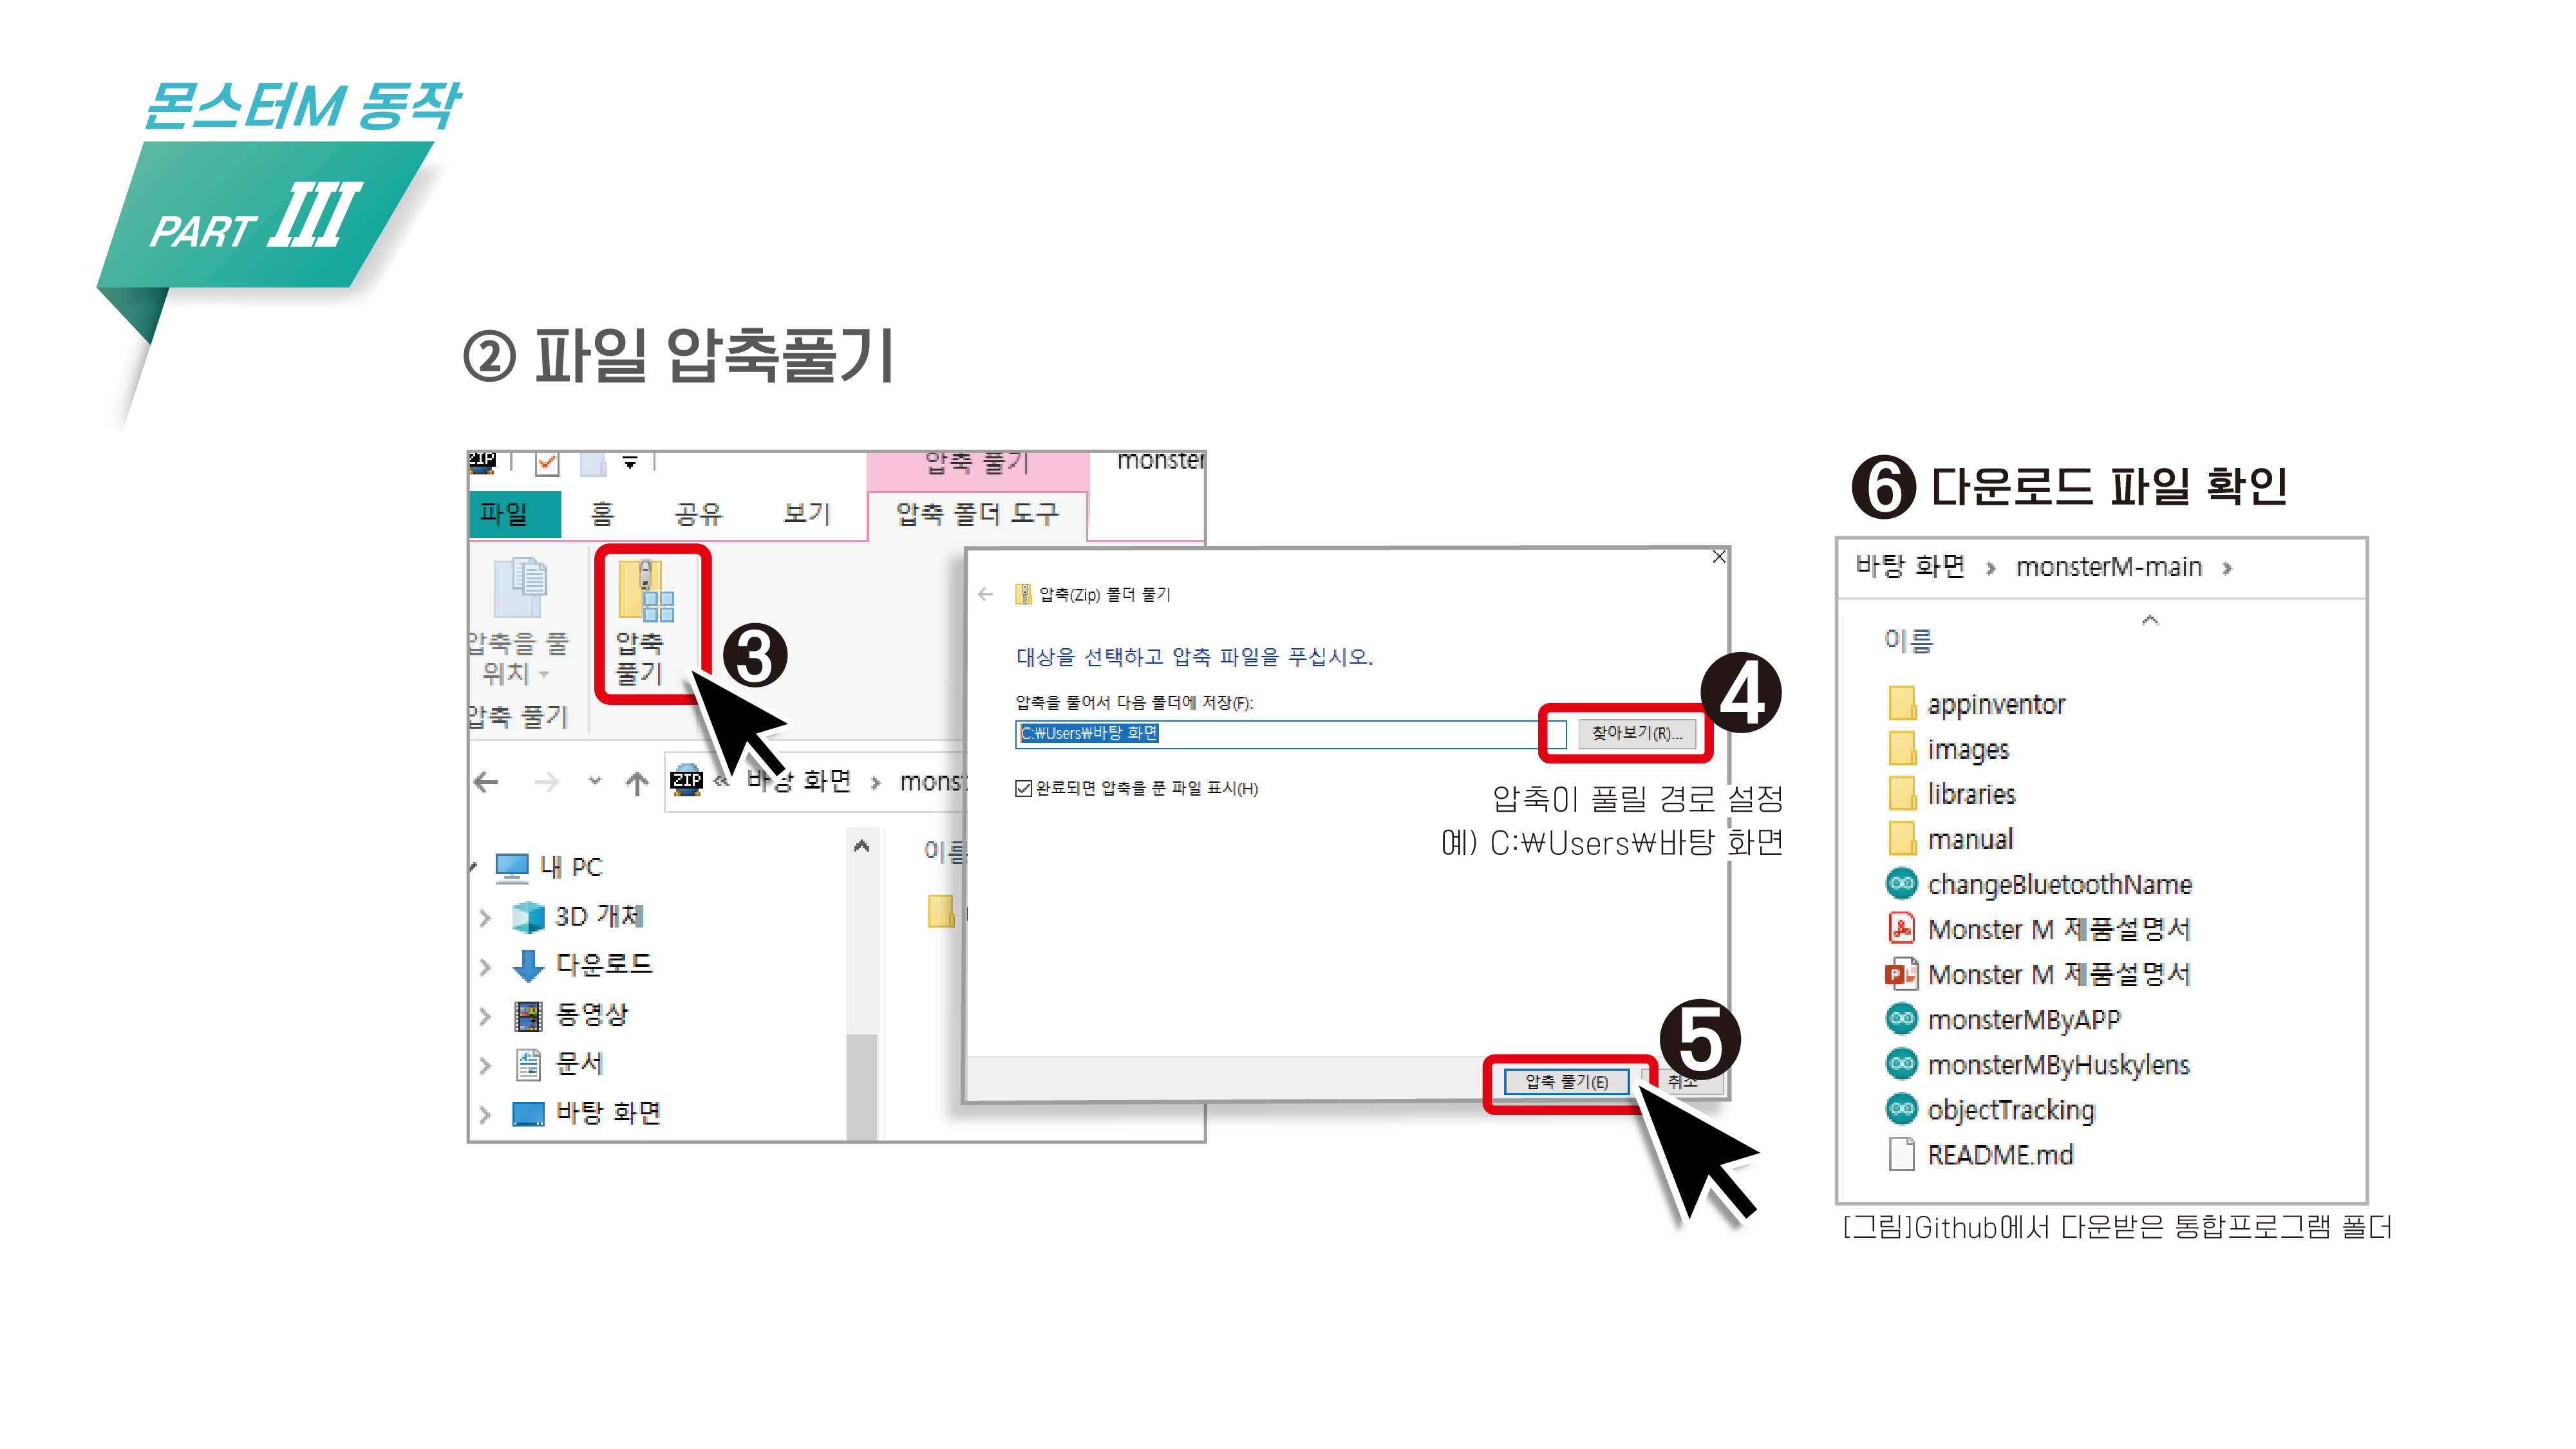 몬스터M 동작
PART III
② 파일 압축풀기
ZIP
압축 풀기
monster
파일 홈 공유 보기 압축 폴더 도구
압축을 풀
위치
압축
풀기
압축 풀기
3
ZIP « 바탕 화면 › mons
내 PC
3D 개체
다운로드
동영상
문서
바탕 화면
압축(Zip) 폴더 풀기
대상을 선택하고 압축 파일을 푸십시오.
압축을 풀어서 다음 폴더에 저장(F):
C:₩Users₩바탕 화면
찾아보기(R)...
4
완료되면 압축을 푼 파일 표시(H)
압축이 풀릴 경로 설정
예) C:₩Users₩바탕 화면
5
압축 풀기(E) 취소
6 다운로드 파일 확인
바탕 화면 › monsterM-main ›
이름
appinventor
images
libraries
manual
changeBluetoothName
Monster M 제품설명서
Monster M 제품설명서
monsterMByAPP
monsterMByHuskylens
objectTracking
README.md
[그림]Github에서 다운받은 통합프로그램 폴더